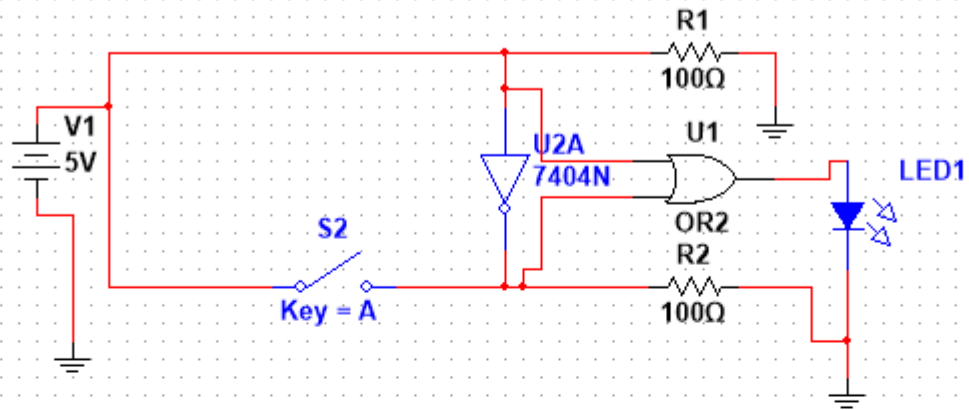 R1
100Ω
V1
5V
U2A
7404N
U1
OR2
LED1
S2
Key = A
R2
100Ω